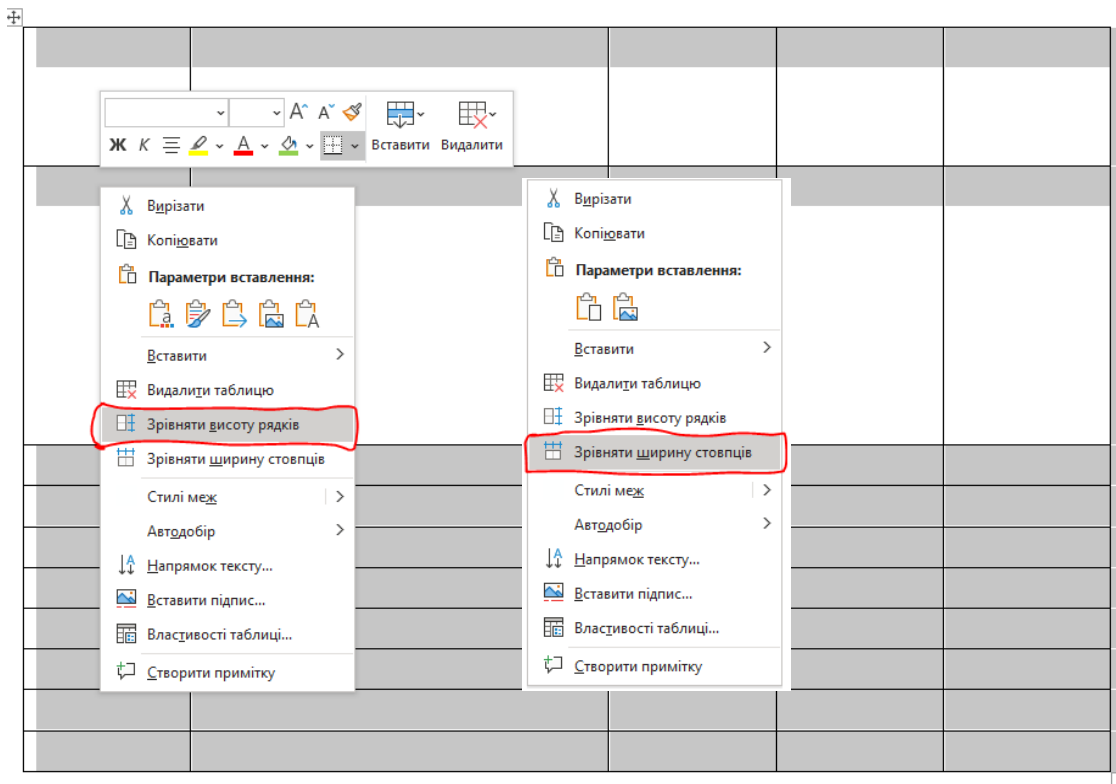 Ж К А Вставити Видалити
Вирізати
Копіювати
Параметри вставлення:
Вставити
Видалити таблицю
Зрівняти висоту рядків
Зрівняти ширину стовпців
Стилі меж
Автодобір
Напрямок тексту...
Вставити підпис...
Властивості таблиці...
Створити примітку
Вирізати
Копіювати
Параметри вставлення:
Вставити
Видалити таблицю
Зрівняти висоту рядків
Зрівняти ширину стовпців
Стилі меж
Автодобір
Напрямок тексту...
Вставити підпис...
Властивості таблиці...
Створити примітку